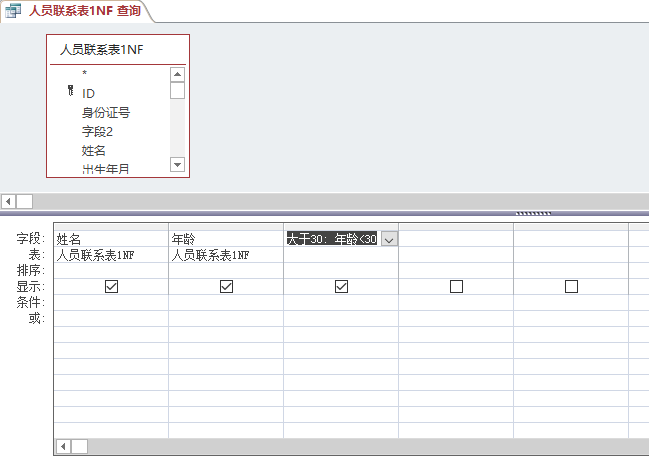 人员联系表1NF 查询
人员联系表1NF
*
ID
身份证号
字段2
姓名
出生年月
字段: 姓名 年龄 大于30: 年龄<30
表: 人员联系表1NF 人员联系表1NF
排序:
显示:
条件:
或: